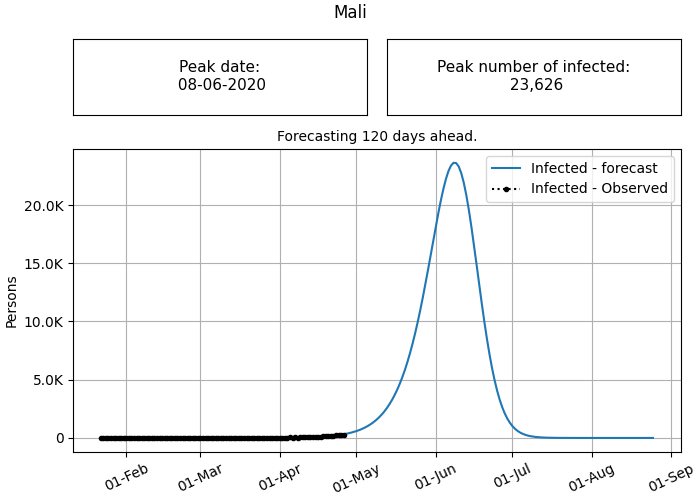 Mali
Peak date:
08-06-2020
Peak number of infected:
23,626
Forecasting 120 days ahead.
Infected - forecast
Infected - Observed
Persons
20.0K
15.0K
10.0K
5.0K
0
01-Feb
01-Mar
01-Apr
01-May
01-Jun
01-Jul
01-Aug
01-Sep